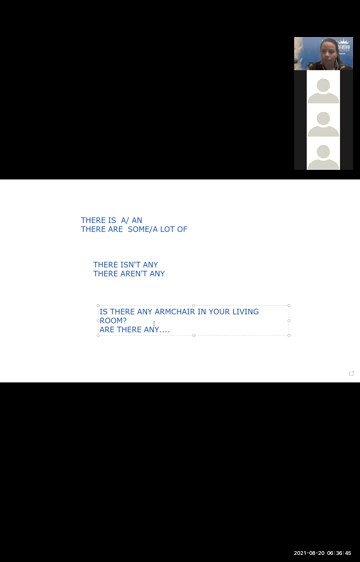 THERE IS  A/ AN
THERE ARE  SOME/A LOT OF
THERE ISN'T ANY
THERE AREN'T ANY
IS THERE ANY ARMCHAIR IN YOUR LIVING
ROOM?
ARE THERE ANY....
2021-08-20 06:36:45